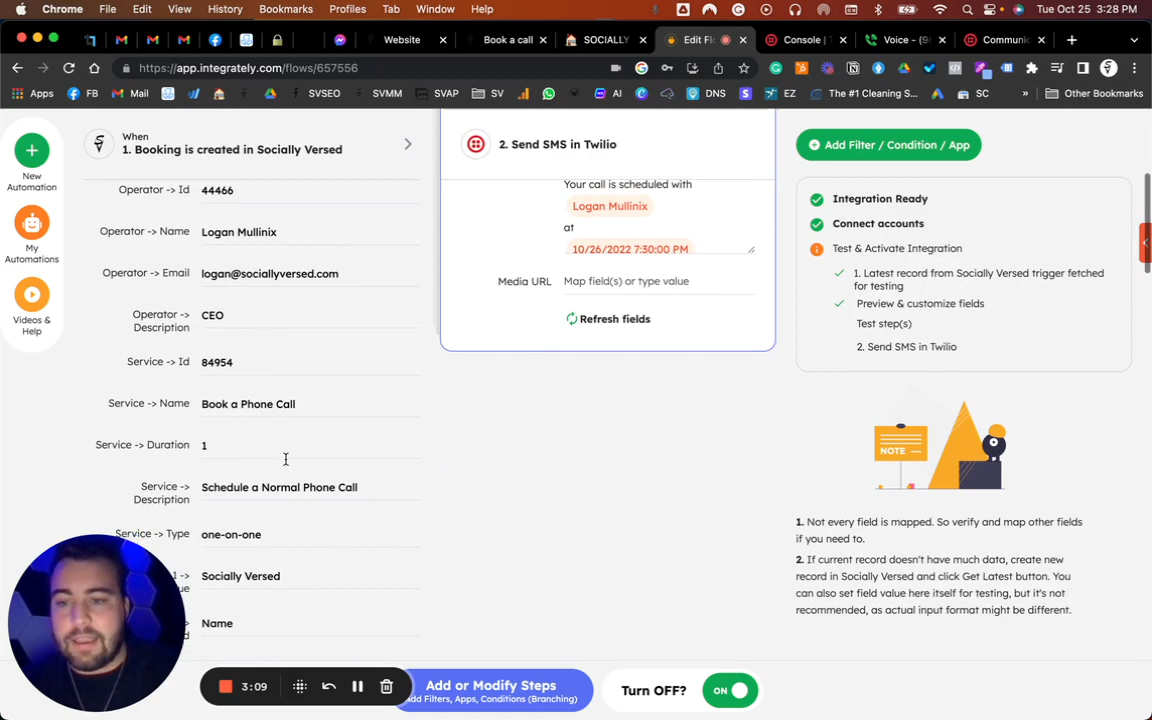 Chrome File Edit View History Bookmarks Profiles Tab Window Help Tue Oct 25 3:28 PM
Website Book a call SOCIALLY Edit Fl Console | T Voice - (9 Communic
https://app.integrately.com/flows/657556
Apps FB Mail SVSEO SVMM SVAP SV AI DNS EZ The #1 Cleaning S... SC » Other Bookmarks
New Automation
My Automations
Videos & Help
When
1. Booking is created in Socially Versed
Operator -> Id 44466
Operator -> Name Logan Mullinix
Operator -> Email logan@sociallyversed.com
Operator -> Description CEO
Service -> Id 84954
Service -> Name Book a Phone Call
Service -> Duration 1
Service -> Description Schedule a Normal Phone Call
Service -> Type one-on-one
1 -> Socially Versed
Name
2. Send SMS in Twilio
Your call is scheduled with
Logan Mullinix
at
10/26/2022 7:30:00 PM
Media URL Map field(s) or type value
Refresh fields
Add Filter / Condition / App
Integration Ready
Connect accounts
Test & Activate Integration
1. Latest record from Socially Versed trigger fetched
for testing
Preview & customize fields
Test step(s)
2. Send SMS in Twilio
NOTE
1. Not every field is mapped. So verify and map other fields
if you need to.
2. If current record doesn't have much data, create new
record in Socially Versed and click Get Latest button. You
can also set field value here itself for testing, but it's not
recommended, as actual input format might be different.
3:09
Add or Modify Steps
Add Filters, Apps, Conditions (Branching)
Turn OFF? ON